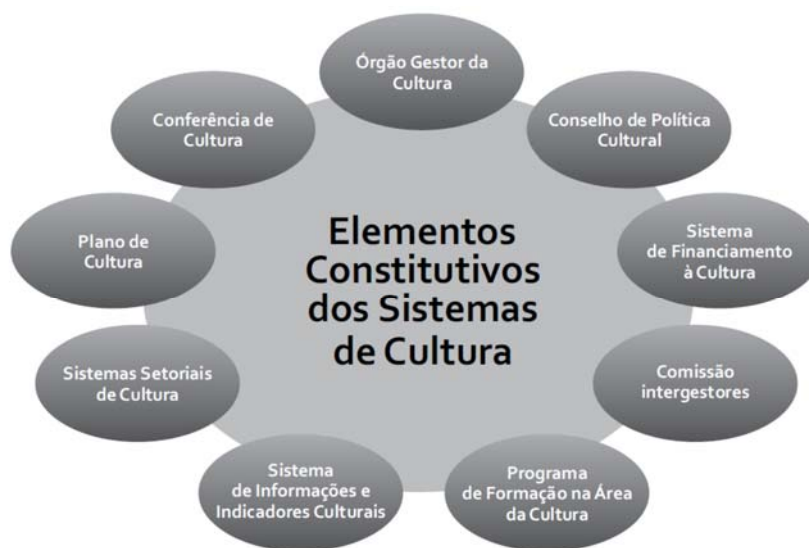 Órgão Gestor da
Cultura
Conselho de Política
Cultural
Sistema
de Financiamento
à Cultura
Comissão
intergestores
Programa
de Formação na Área
da Cultura
Sistema
de Informações e
Indicadores Culturais
Sistemas Setoriais
de Cultura
Plano de
Cultura
Conferência de
Cultura
Elementos
Constitutivos
dos Sistemas
de Cultura